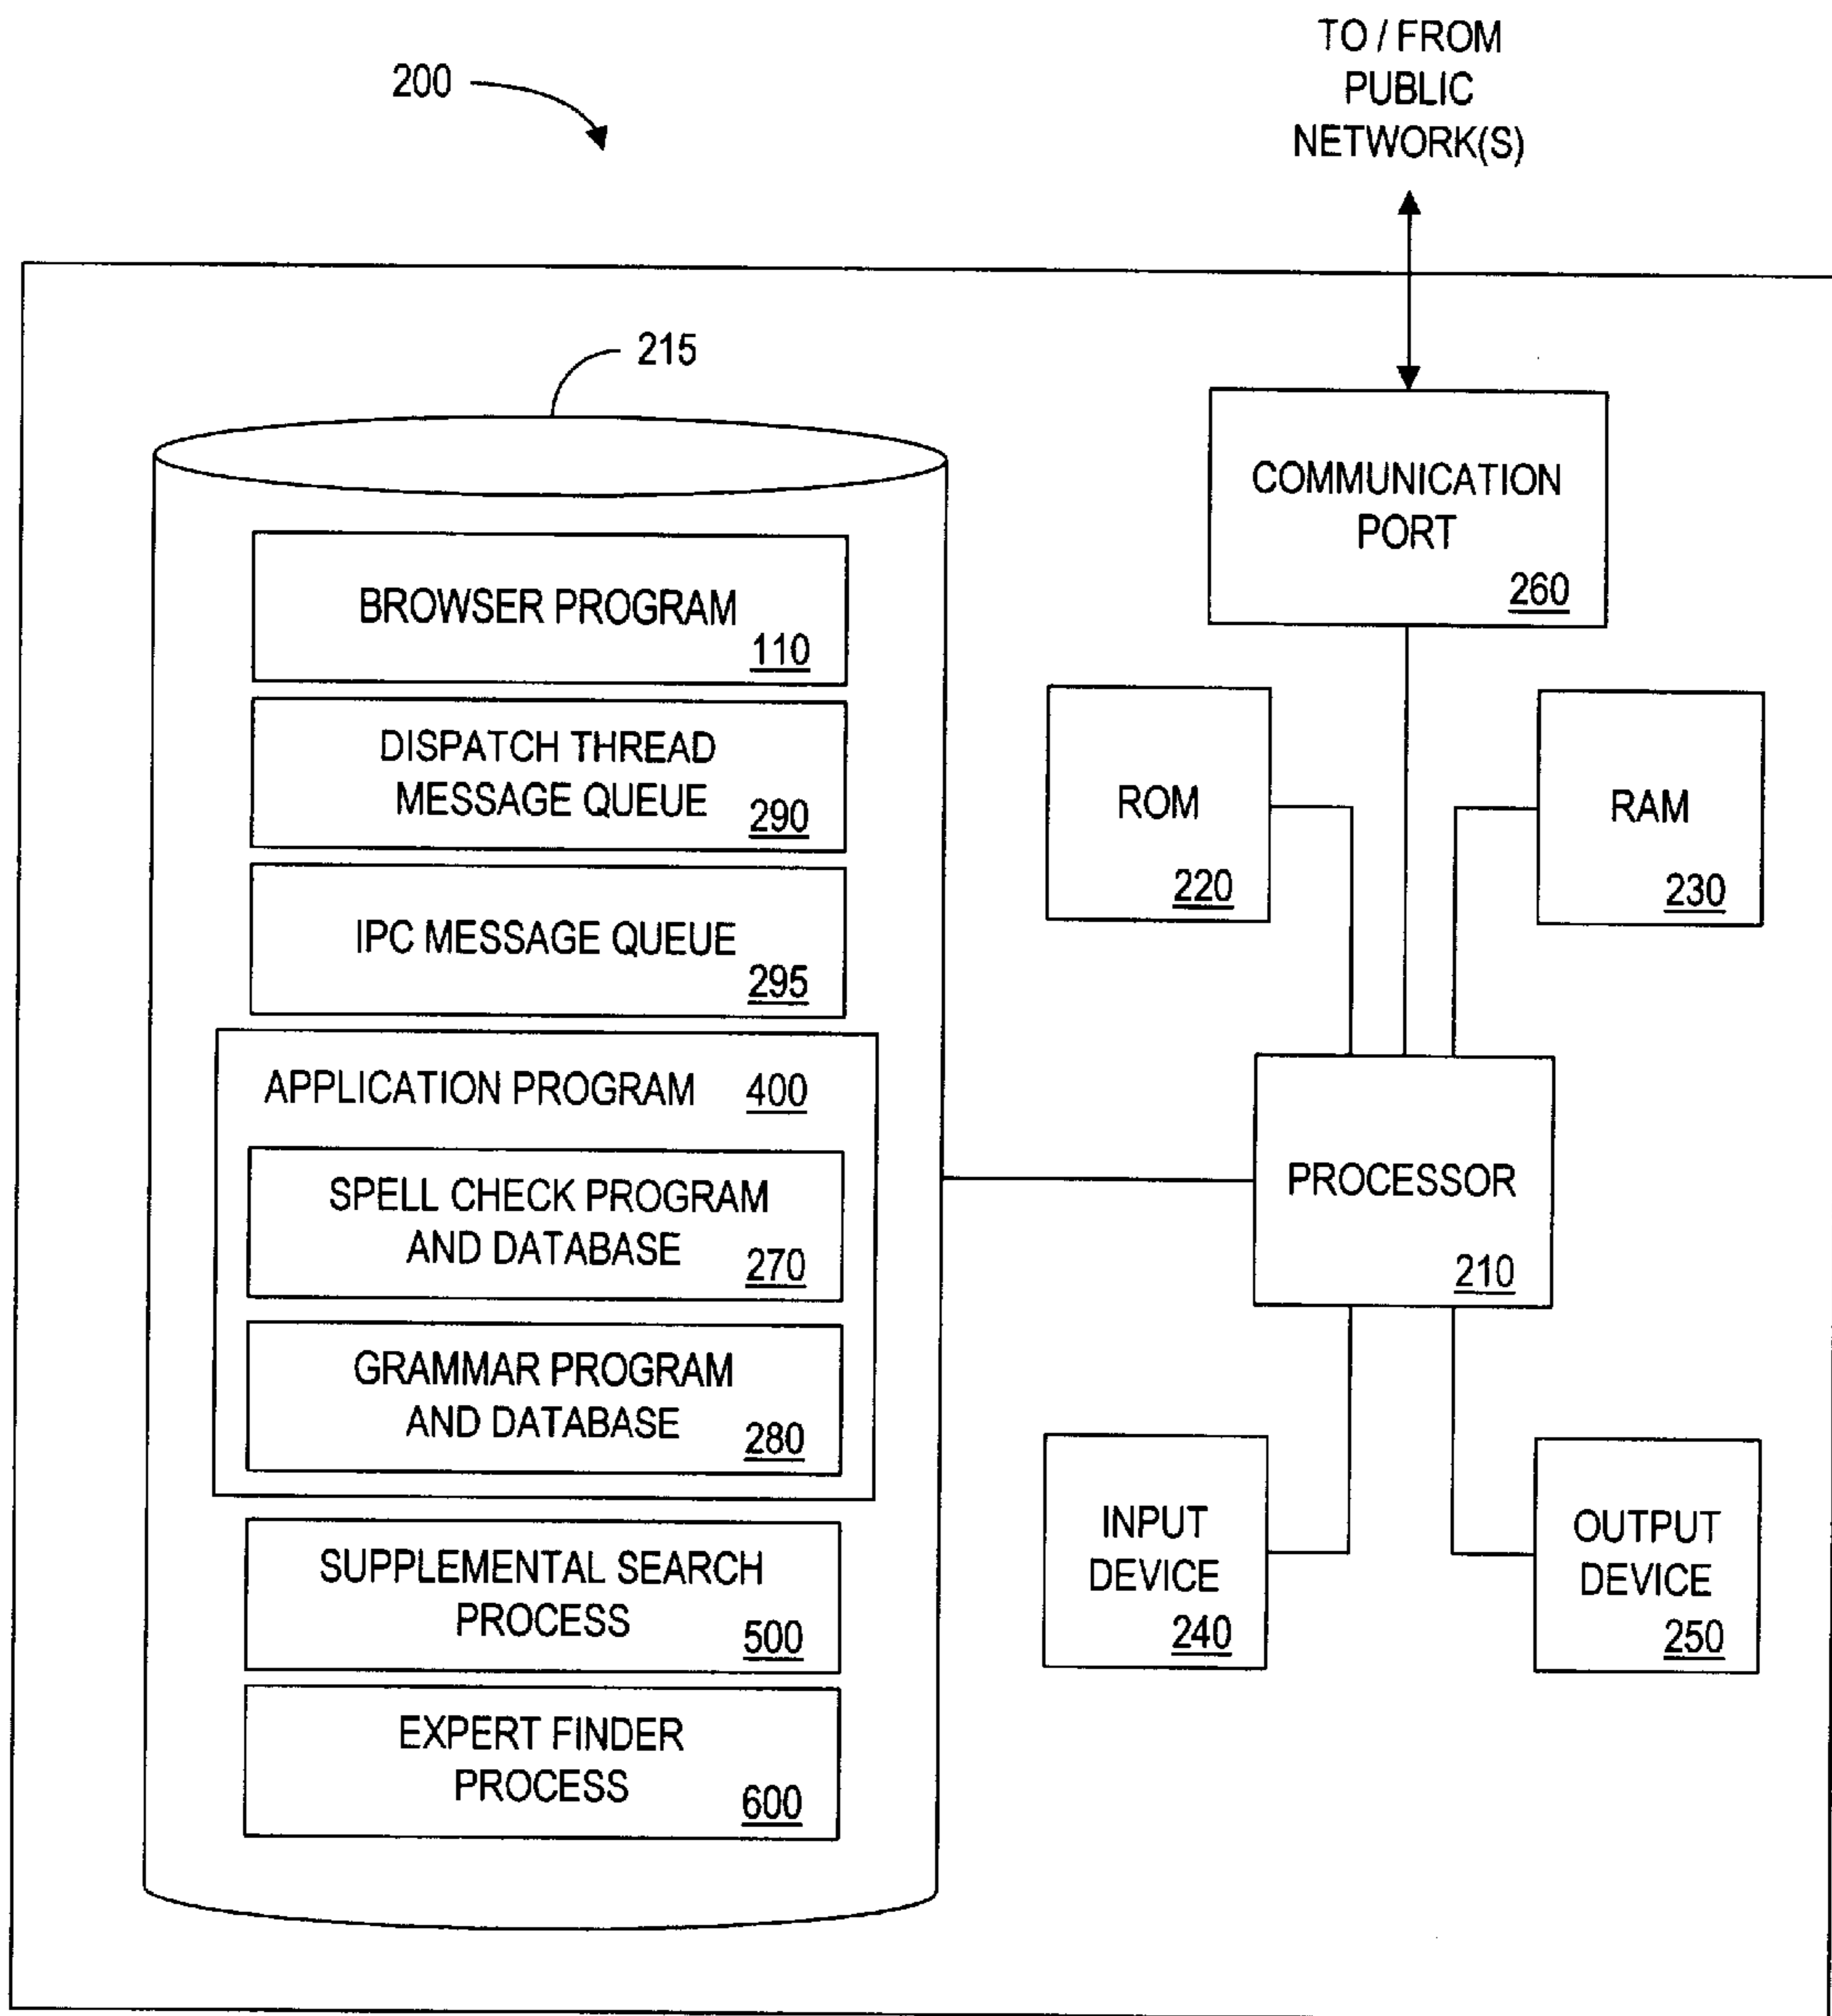 200
TO / FROM
PUBLIC
NETWORK(S)
215
BROWSER PROGRAM
110
DISPATCH THREAD
MESSAGE QUEUE
290
IPC MESSAGE QUEUE
295
APPLICATION PROGRAM 400
SPELL CHECK PROGRAM
AND DATABASE
270
GRAMMAR PROGRAM
AND DATABASE
280
SUPPLEMENTAL SEARCH
PROCESS
500
EXPERT FINDER
PROCESS
600
COMMUNICATION
PORT
260
ROM
220
RAM
230
PROCESSOR
210
INPUT
DEVICE
240
OUTPUT
DEVICE
250